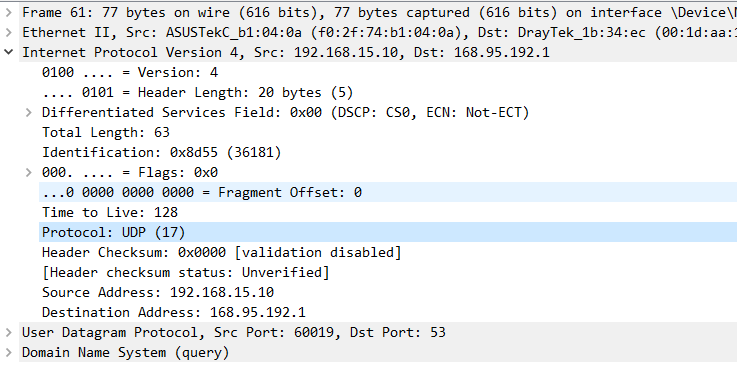 Frame 61: 77 bytes on wire (616 bits), 77 bytes captured (616 bits) on interface \Device\
Ethernet II, Src: ASUSTekC_b1:04:0a (f0:2f:74:b1:04:0a), Dst: DrayTek_1b:34:ec (00:1d:aa:
Internet Protocol Version 4, Src: 192.168.15.10, Dst: 168.95.192.1
0100 .... = Version: 4
.... 0101 = Header Length: 20 bytes (5)
Differentiated Services Field: 0x00 (DSCP: CS0, ECN: Not-ECT)
Total Length: 63
Identification: 0x8d55 (36181)
000. .... = Flags: 0x0
...0 0000 0000 0000 = Fragment Offset: 0
Time to Live: 128
Protocol: UDP (17)
Header Checksum: 0x0000 [validation disabled]
[Header checksum status: Unverified]
Source Address: 192.168.15.10
Destination Address: 168.95.192.1
User Datagram Protocol, Src Port: 60019, Dst Port: 53
Domain Name System (query)